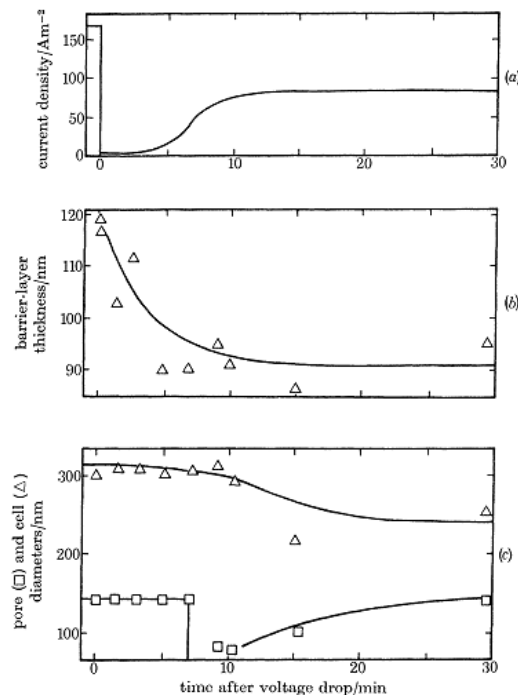 150
100
50
0
current density/Am⁻²
(a)
0 10 20 30
120
110
100
90
barrier-layer
thickness/nm
(b)
300
200
100
pore (□) and cell (△)
diameters/nm
(c)
0 10 20 30
time after voltage drop/min